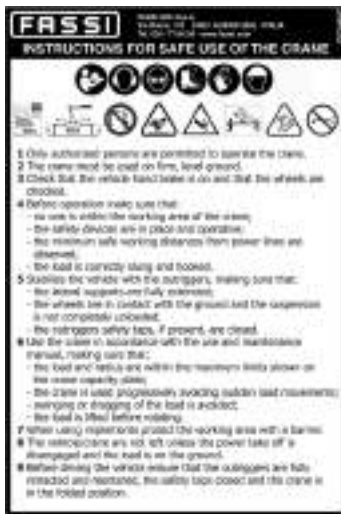 FASSI
INSTRUCTIONS FOR SAFE USE OF THE CRANE
1 Only authorised persons are permitted to operate the crane.
2 The crane must be used on firm, level ground.
3 Check that the vehicle hand brake is on and that the wheels are
chocked.
4 Before operation make sure that:
- no one is within the working area of the crane;
- the safety devices are in place and operative;
- the minimum safe working distances from power lines are
observed;
- the load is correctly slung and hooked.
5 Stabilise the vehicle with the outriggers, making sure that:
- the lateral supports are fully extended;
- the wheels are in contact with the ground and the suspension
is not completely unloaded;
- the outriggers safety taps, if present, are closed.
6 Use the crane in accordance with the use and maintenance
manual, making sure that:
- the load and radius are within the maximum limits shown on
the crane capacity plate;
- the crane is used progressively avoiding sudden load movements;
- swinging or dragging of the load is avoided;
- the load is lifted before rotating.
7 When using implements protect the working area with a barrier.
8 The vehicle/crane are not left unless the power take off is
disengaged and the load is on the ground.
9 Before driving the vehicle ensure that the outriggers are fully
retracted and the safety taps closed and the crane is
in the folded position.